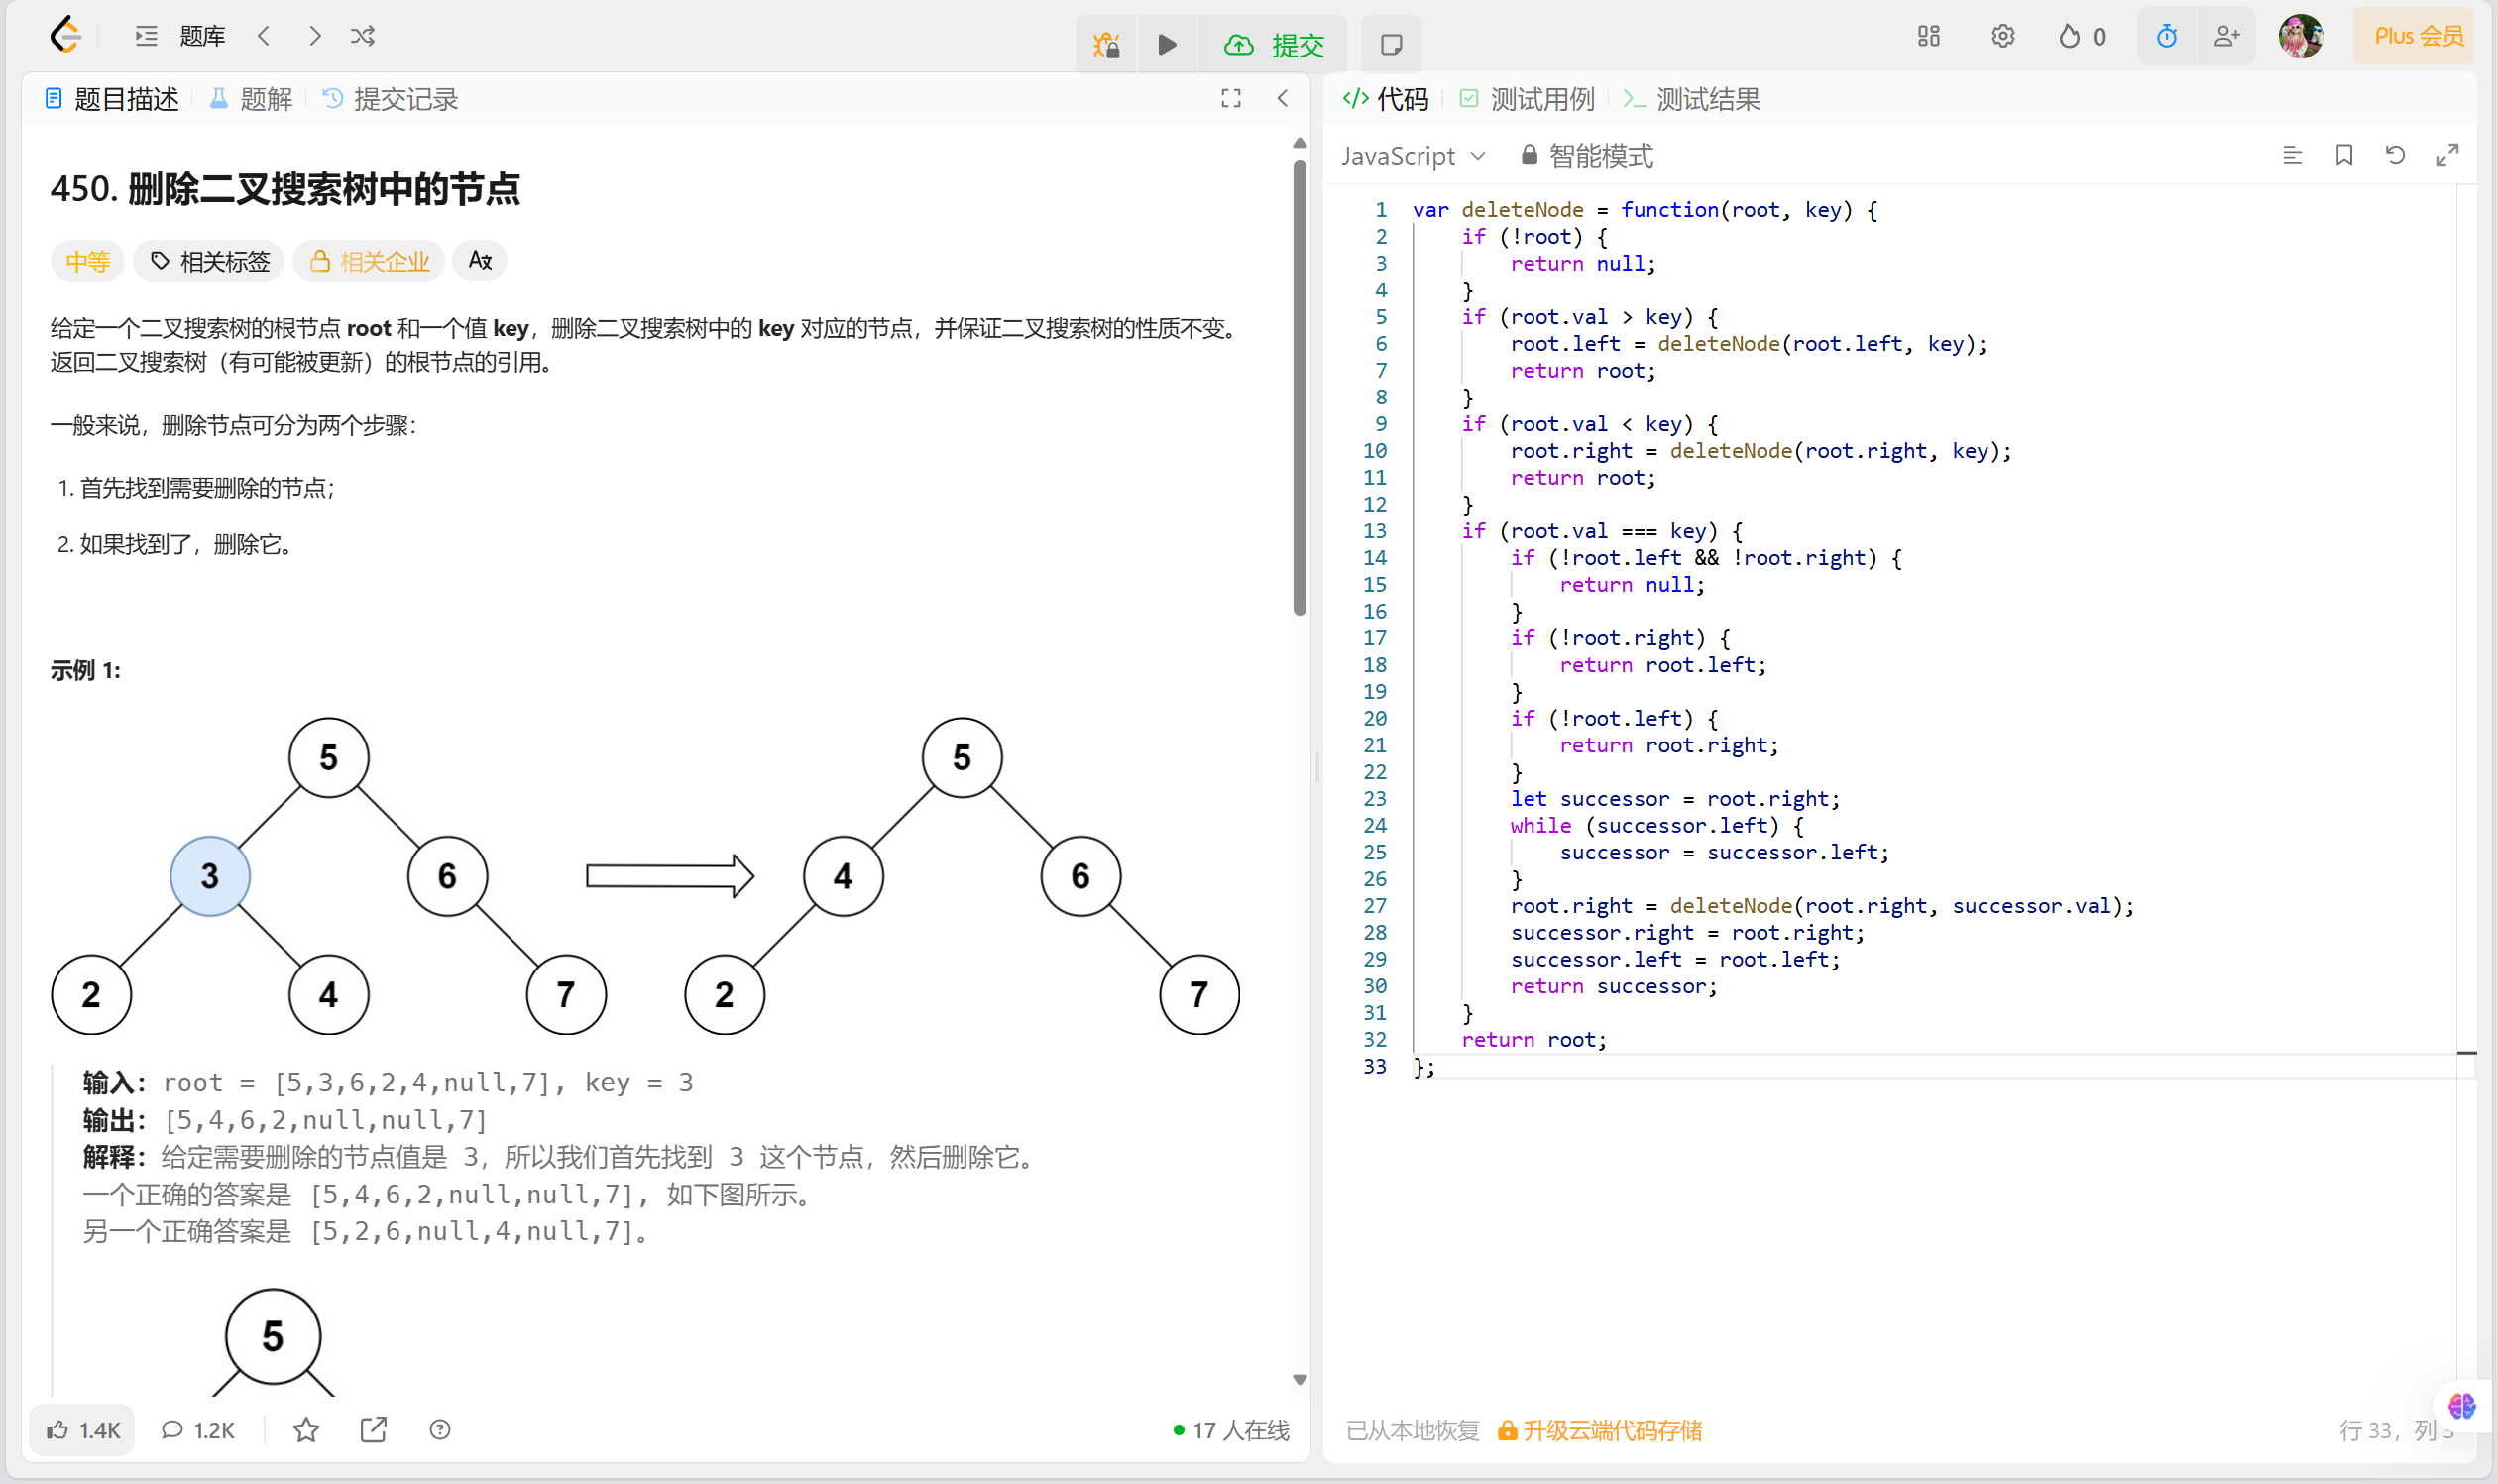 题库
提交
0
Plus 会员
题目描述
题解
提交记录
450. 删除二叉搜索树中的节点
中等
相关标签
相关企业
给定一个二叉搜索树的根节点 root 和一个值 key，删除二叉搜索树中的 key 对应的节点，并保证二叉搜索树的性质不变。
返回二叉搜索树（有可能被更新）的根节点的引用。
一般来说，删除节点可分为两个步骤：
1. 首先找到需要删除的节点；
2. 如果找到了，删除它。
示例 1:
5
5
3
6
4
6
2
4
7
2
7
输入：root = [5,3,6,2,4,null,7], key = 3
输出：[5,4,6,2,null,null,7]
解释：给定需要删除的节点值是 3，所以我们首先找到 3 这个节点，然后删除它。
一个正确的答案是 [5,4,6,2,null,null,7], 如下图所示。
另一个正确答案是 [5,2,6,null,4,null,7]。
5
1.4K
1.2K
17 人在线
代码
测试用例
测试结果
JavaScript
智能模式
1 var deleteNode = function(root, key) {
2 if (!root) {
3 return null;
4 }
5 if (root.val > key) {
6 root.left = deleteNode(root.left, key);
7 return root;
8 }
9 if (root.val < key) {
10 root.right = deleteNode(root.right, key);
11 return root;
12 }
13 if (root.val === key) {
14 if (!root.left && !root.right) {
15 return null;
16 }
17 if (!root.right) {
18 return root.left;
19 }
20 if (!root.left) {
21 return root.right;
22 }
23 let successor = root.right;
24 while (successor.left) {
25 successor = successor.left;
26 }
27 root.right = deleteNode(root.right, successor.val);
28 successor.right = root.right;
29 successor.left = root.left;
30 return successor;
31 }
32 return root;
33 };
已从本地恢复
升级云端代码存储
行 33，列